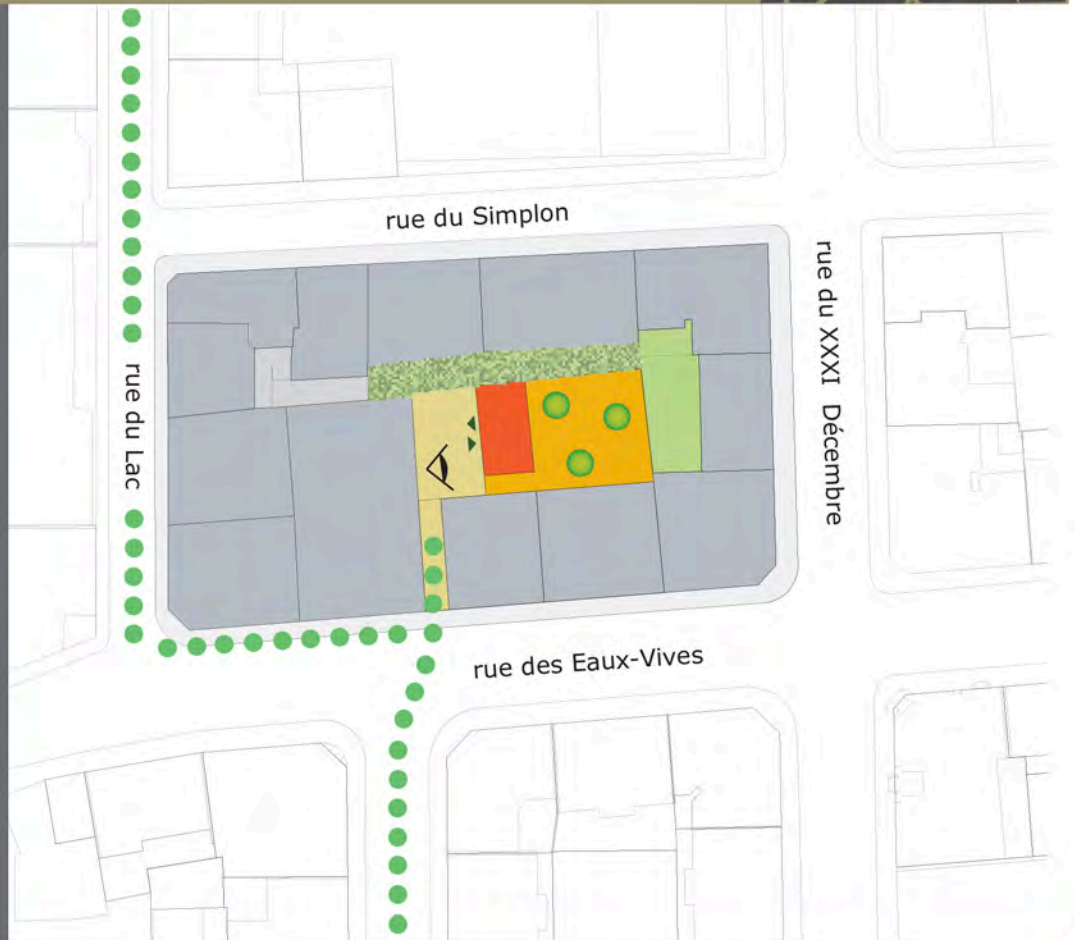 rue du Simplon
rue du XXXI Décembre
rue du Lac
rue des Eaux-Vives